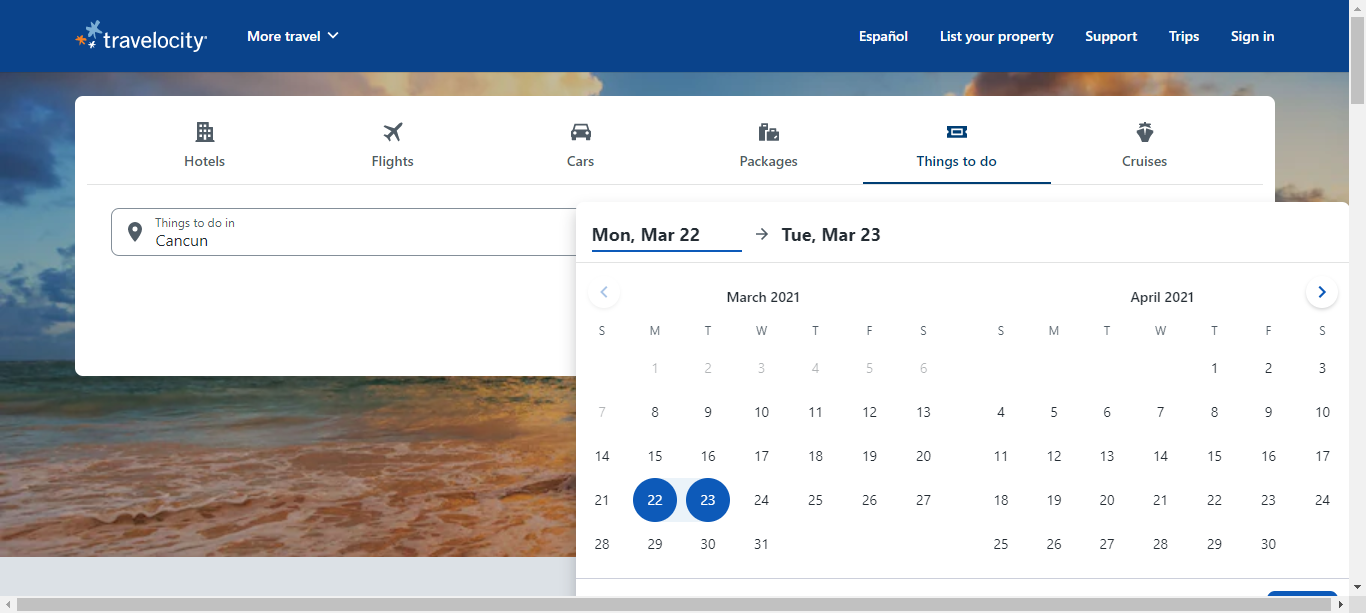 travelocity
More travel
Español
List your property
Support
Trips
Sign in
Hotels
Flights
Cars
Packages
Things to do
Cruises
Things to do in
Cancun
Mon, Mar 22
Tue, Mar 23
March 2021
S M T W T F S
1 2 3 4 5 6
7 8 9 10 11 12 13
14 15 16 17 18 19 20
21 22 23 24 25 26 27
28 29 30 31
April 2021
S M T W T F S
1 2 3
4 5 6 7 8 9 10
11 12 13 14 15 16 17
18 19 20 21 22 23 24
25 26 27 28 29 30